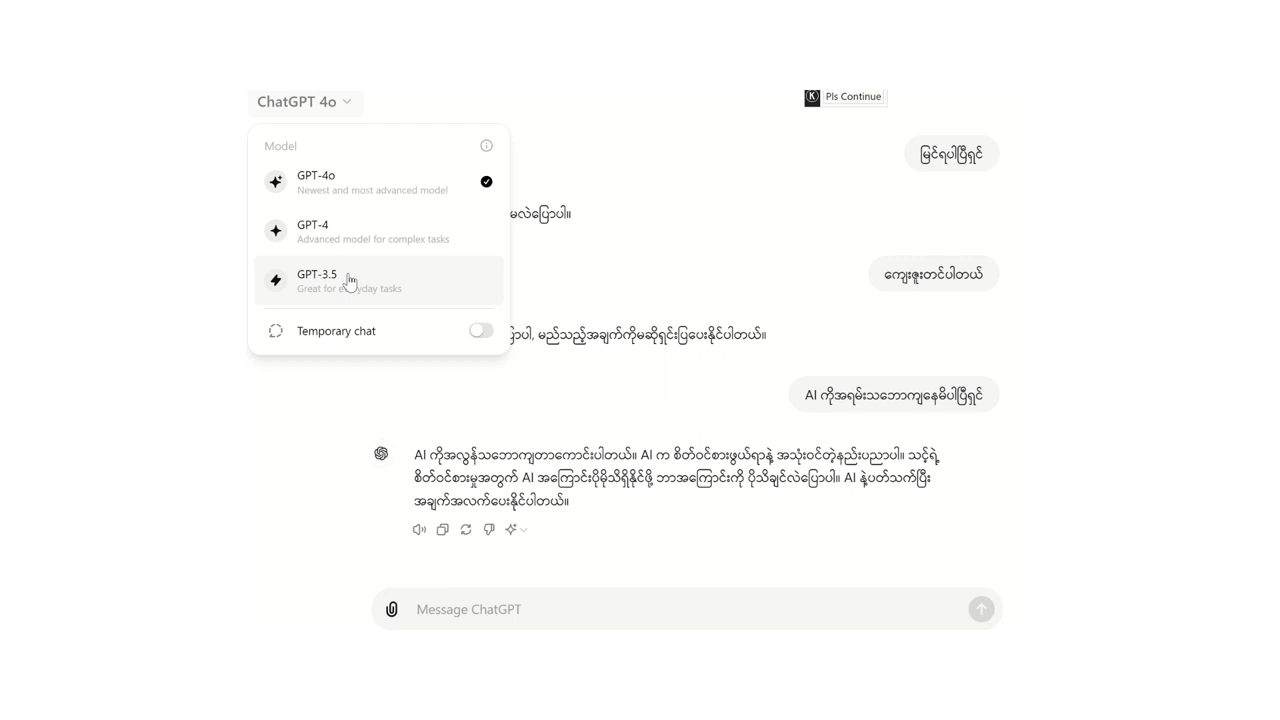 ChatGPT 4o
Pls Continue
Model
GPT-4o
Newest and most advanced model
GPT-4
Advanced model for complex tasks
GPT-3.5
Great for everyday tasks
Temporary chat
မြင်ရပါပြီရှင်
မလဲပြောပါ။
ကျေးဇူးတင်ပါတယ်
မည်သည့်အချက်ကိုမဆိုရှင်းပြပေးနိုင်ပါတယ်။
AI ကိုအရမ်းသဘောကျနေမိပါပြီရှင်
AI ကိုအလွန်သဘောကျတာကောင်းပါတယ်။ AI က စိတ်ဝင်စားဖွယ်ရာနဲ့ အသုံးဝင်တဲ့နည်းပညာပါ။ သင့်ရဲ့
စိတ်ဝင်စားမှုအတွက် AI အကြောင်းပိုမိုသိရှိနိုင်ဖို့ ဘာအကြောင်းကို ပိုသိချင်လဲပြောပါ။ AI နဲ့ပတ်သက်ပြီး
အချက်အလက်ပေးနိုင်ပါတယ်။
Message ChatGPT